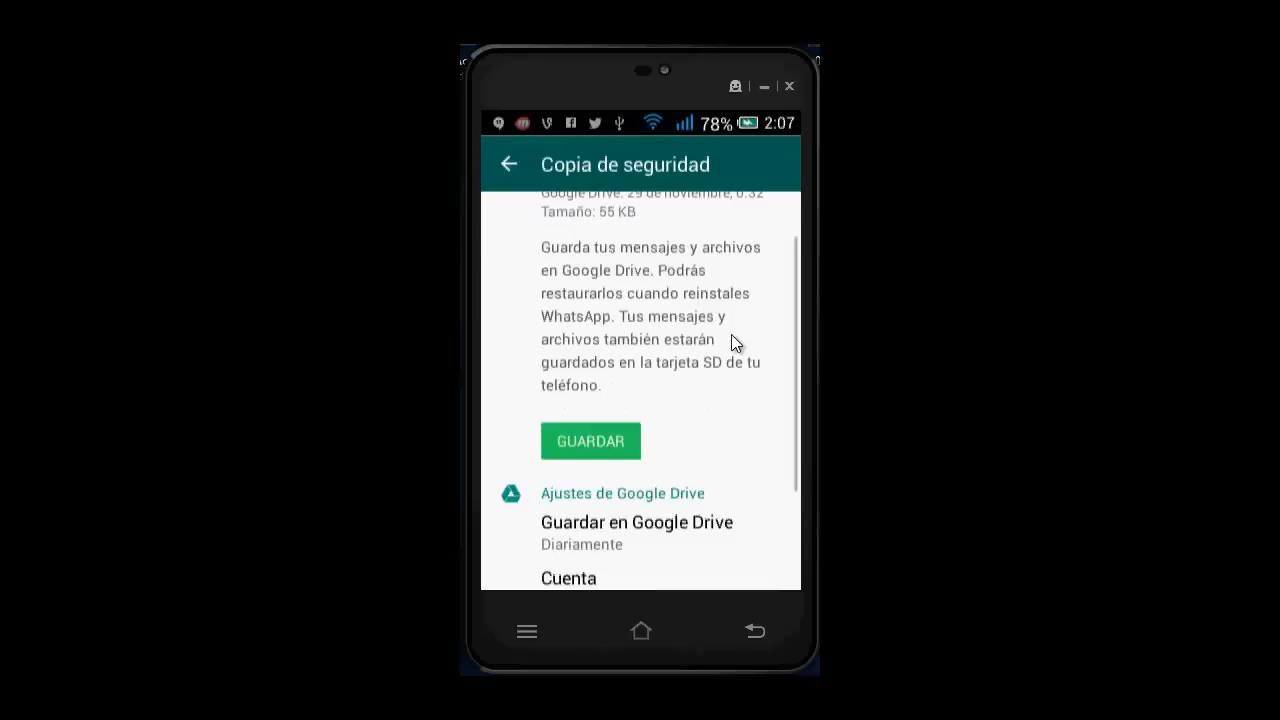 78% 2:07
Copia de seguridad
Google Drive: 29 de noviembre, 0:32
Tamaño: 55 KB
Guarda tus mensajes y archivos
en Google Drive. Podrás
restaurarlos cuando reinstales
WhatsApp. Tus mensajes y
archivos también estarán
guardados en la tarjeta SD de tu
teléfono.
GUARDAR
Ajustes de Google Drive
Guardar en Google Drive
Diariamente
Cuenta